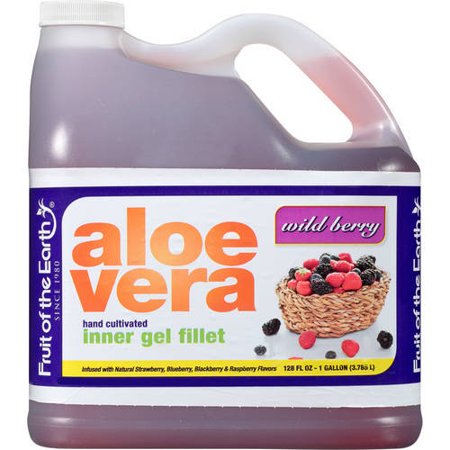 Fruit of the Earth®
SINCE 1980
aloe
vera
hand cultivated
inner gel fillet
wild berry
Infused with Natural Strawberry, Blueberry, Blackberry & Raspberry Flavors
128 FL OZ - 1 GALLON (3.785 L)
Fruit of the Earth